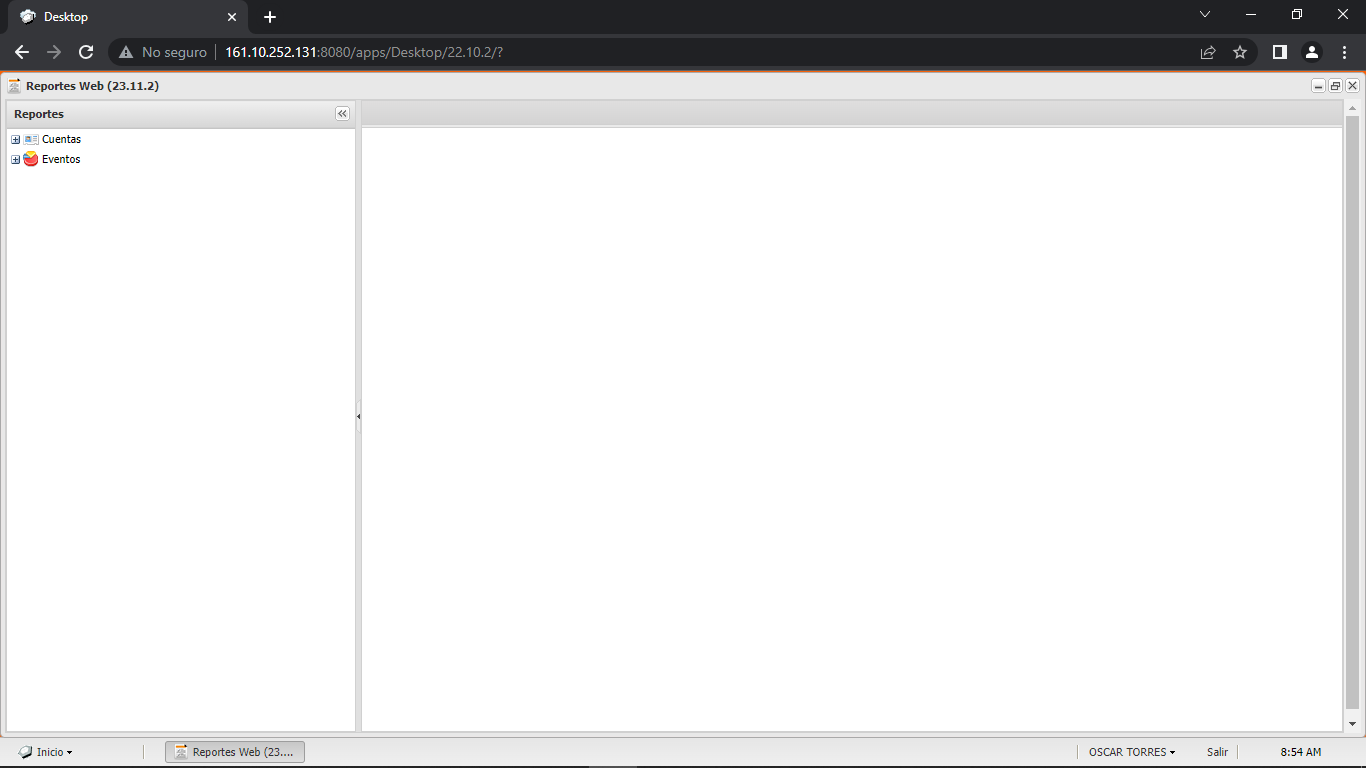 Desktop
No seguro 161.10.252.131:8080/apps/Desktop/22.10.2/?
Reportes Web (23.11.2)
Reportes
Cuentas
Eventos
Inicio
Reportes Web (23....
OSCAR TORRES
Salir
8:54 AM